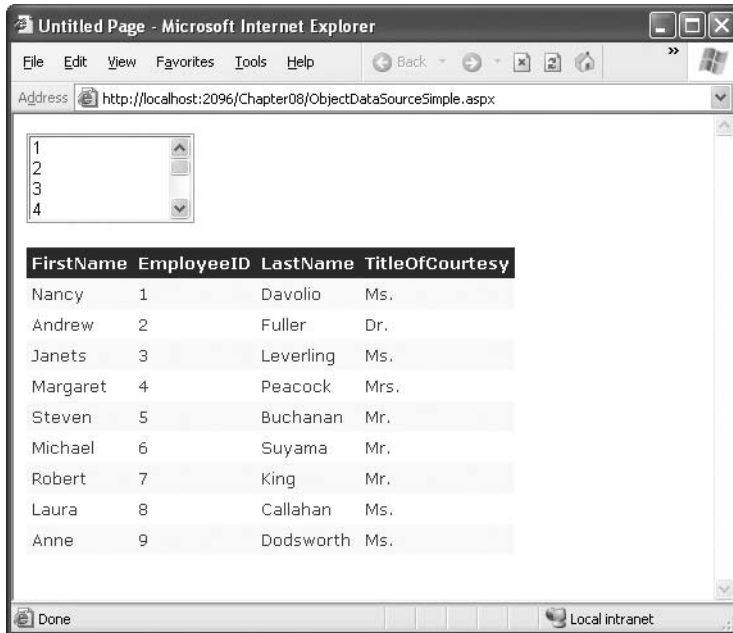 Untitled Page - Microsoft Internet Explorer
File Edit View Favorites Tools Help Back »
Address http://localhost:2096/Chapter08/ObjectDataSourceSimple.aspx
1
2
3
4
FirstName EmployeeID LastName TitleOfCourtesy
Nancy 1 Davolio Ms.
Andrew 2 Fuller Dr.
Janets 3 Leverling Ms.
Margaret 4 Peacock Mrs.
Steven 5 Buchanan Mr.
Michael 6 Suyama Mr.
Robert 7 King Mr.
Laura 8 Callahan Ms.
Anne 9 Dodsworth Ms.
Done Local intranet